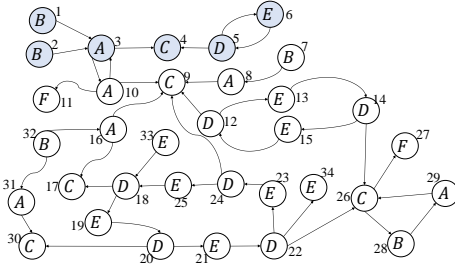 B 1
E 6
B 2
A 3
C 4
D 5
B 7
F 11
A 10
C 9
A 8
D 12
E 13
D 14
E 15
B 32
A 16
E 33
F 27
A 31
C 17
D 18
E 25
D 24
E 23
E 34
C 26
A 29
E 19
C 30
D 20
E 21
D 22
B 28